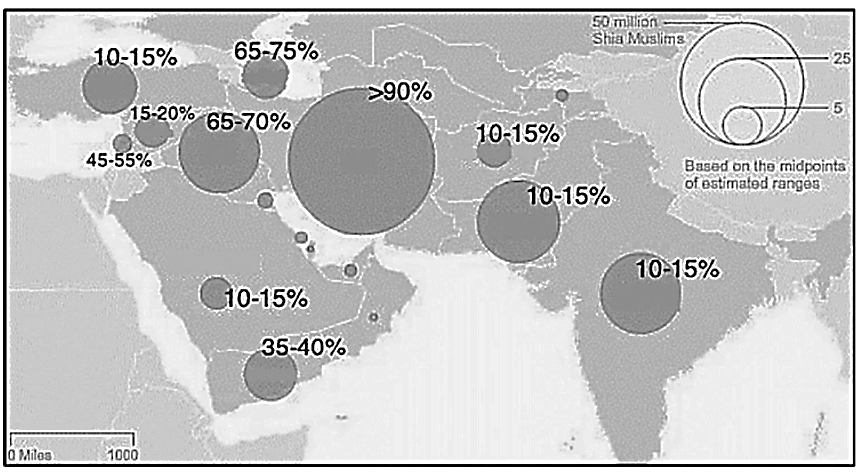 50 million
Shia Muslims
25
5
Based on the midpoints
of estimated ranges
10-15%
65-75%
>90%
15-20%
65-70%
10-15%
45-55%
10-15%
10-15%
10-15%
35-40%
0 Miles 1000